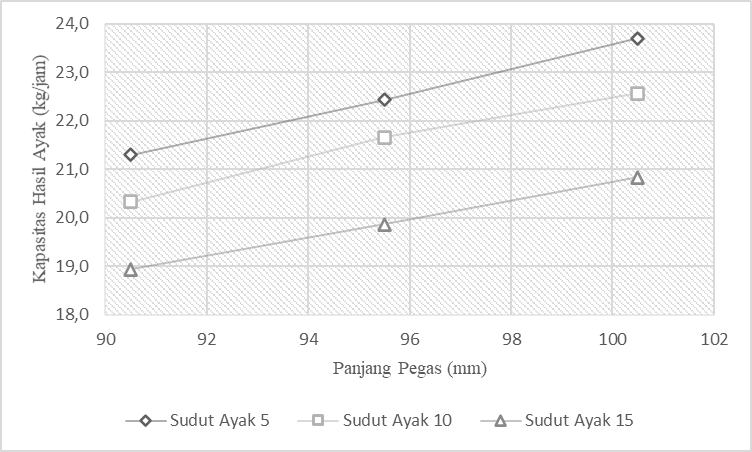 24,0
23,0
22,0
21,0
20,0
19,0
18,0
Kapasitas Hasil Ayak (kg/jam)
90 92 94 96 98 100 102
Panjang Pegas (mm)
Sudut Ayak 5 Sudut Ayak 10 Sudut Ayak 15